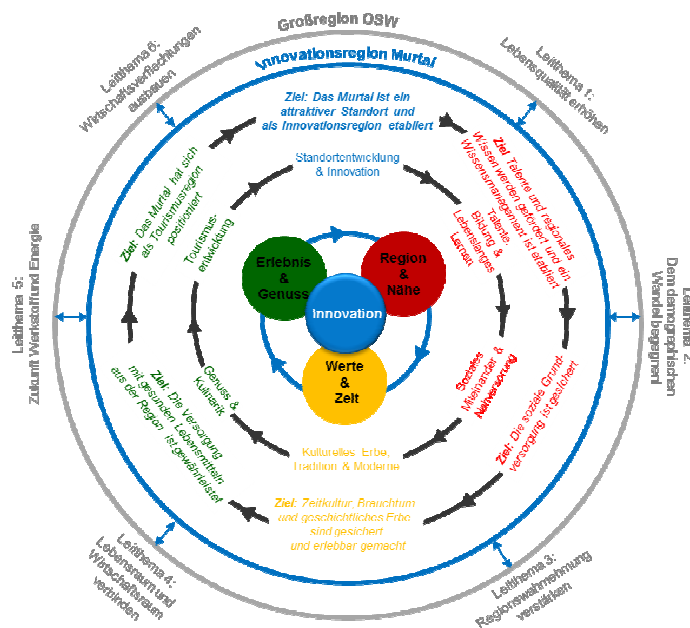 Großregion OSW
Innovationsregion Murtal
Leitthema 1:
Lebensqualität erhöhen
Leitthema 2:
Dem demographischen
Wandel begegnen!
Leitthema 3:
Regionswahrnehmung
verstärken
Leitthema 4:
Lebensraum und
Wirtschaftsraum
verbinden
Leitthema 5:
Zukunft Werkstoff und Energie
Leitthema 6:
Wirtschaftsverflechtungen
ausbauen
Ziel: Das Murtal ist ein
attraktiver Standort und
als Innovationsregion etabliert
Standortentwicklung
& Innovation
Ziel Talente und regionales
Wissen werden gefördert und ein
Wissensmanagement ist etabliert
Talente,
Bildung &
Lebenslanges
Lernen
Ziel: Die soziale Grund-
versorgung ist gesichert
Soziales
Miteinander &
Nahversorgung
Ziel: Zeitkultur, Brauchtum
und geschichtliches Erbe
sind gesichert
und erlebbar gemacht
Kulturelles Erbe,
Tradition & Moderne
Ziel: Die Versorgung
mit gesunden Lebensmitteln
aus der Region ist gewährleistet
Genuss &
Kulinarik
Ziel: Das Murtal hat sich
als Tourismusregion
positioniert
Tourismus-
entwicklung
Erlebnis
&
Genuss
Region
&
Nähe
Innovation
Werte
&
Zeit